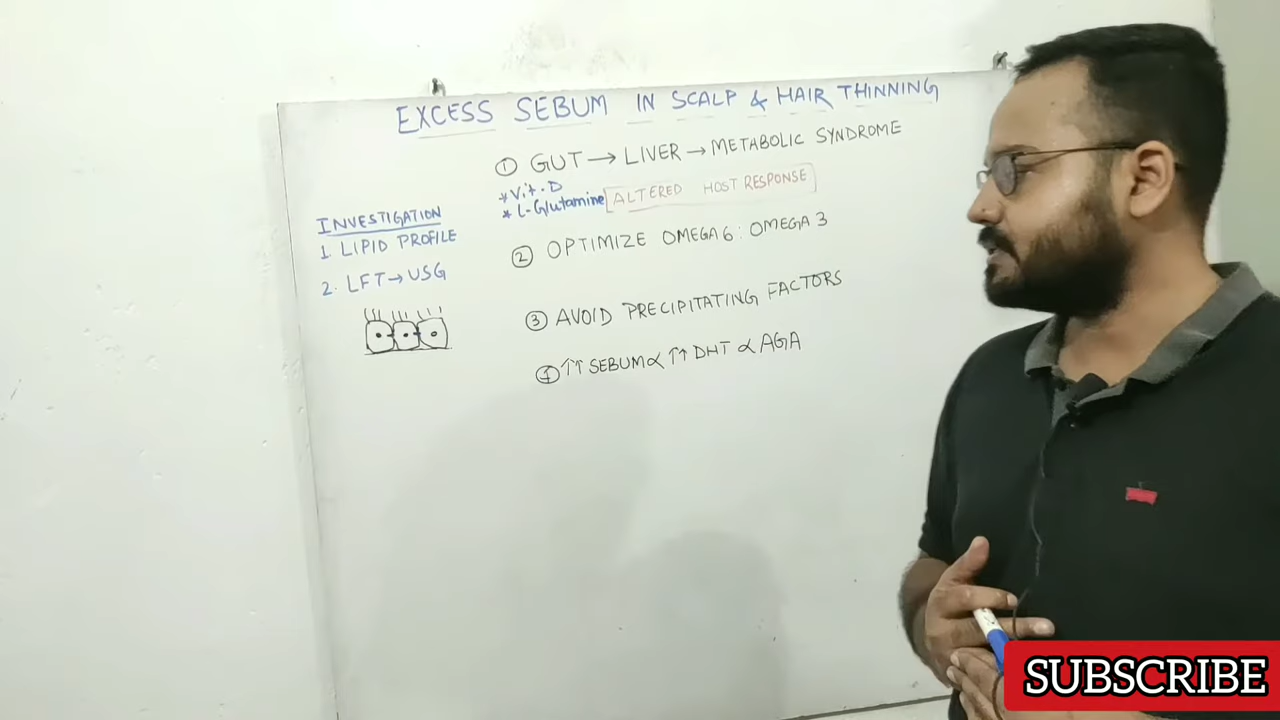 EXCESS SEBUM IN SCALP & HAIR THINNING
① GUT → LIVER → METABOLIC SYNDROME
* Vit. D
* L-Glutamine
ALTERED HOST RESPONSE
② OPTIMIZE OMEGA 6 : OMEGA 3
③ AVOID PRECIPITATING FACTORS
④ ↑↑ SEBUM ∝ ↑↑ DHT ∝ AGA
INVESTIGATION
1. LIPID PROFILE
2. LFT → USG
SUBSCRIBE